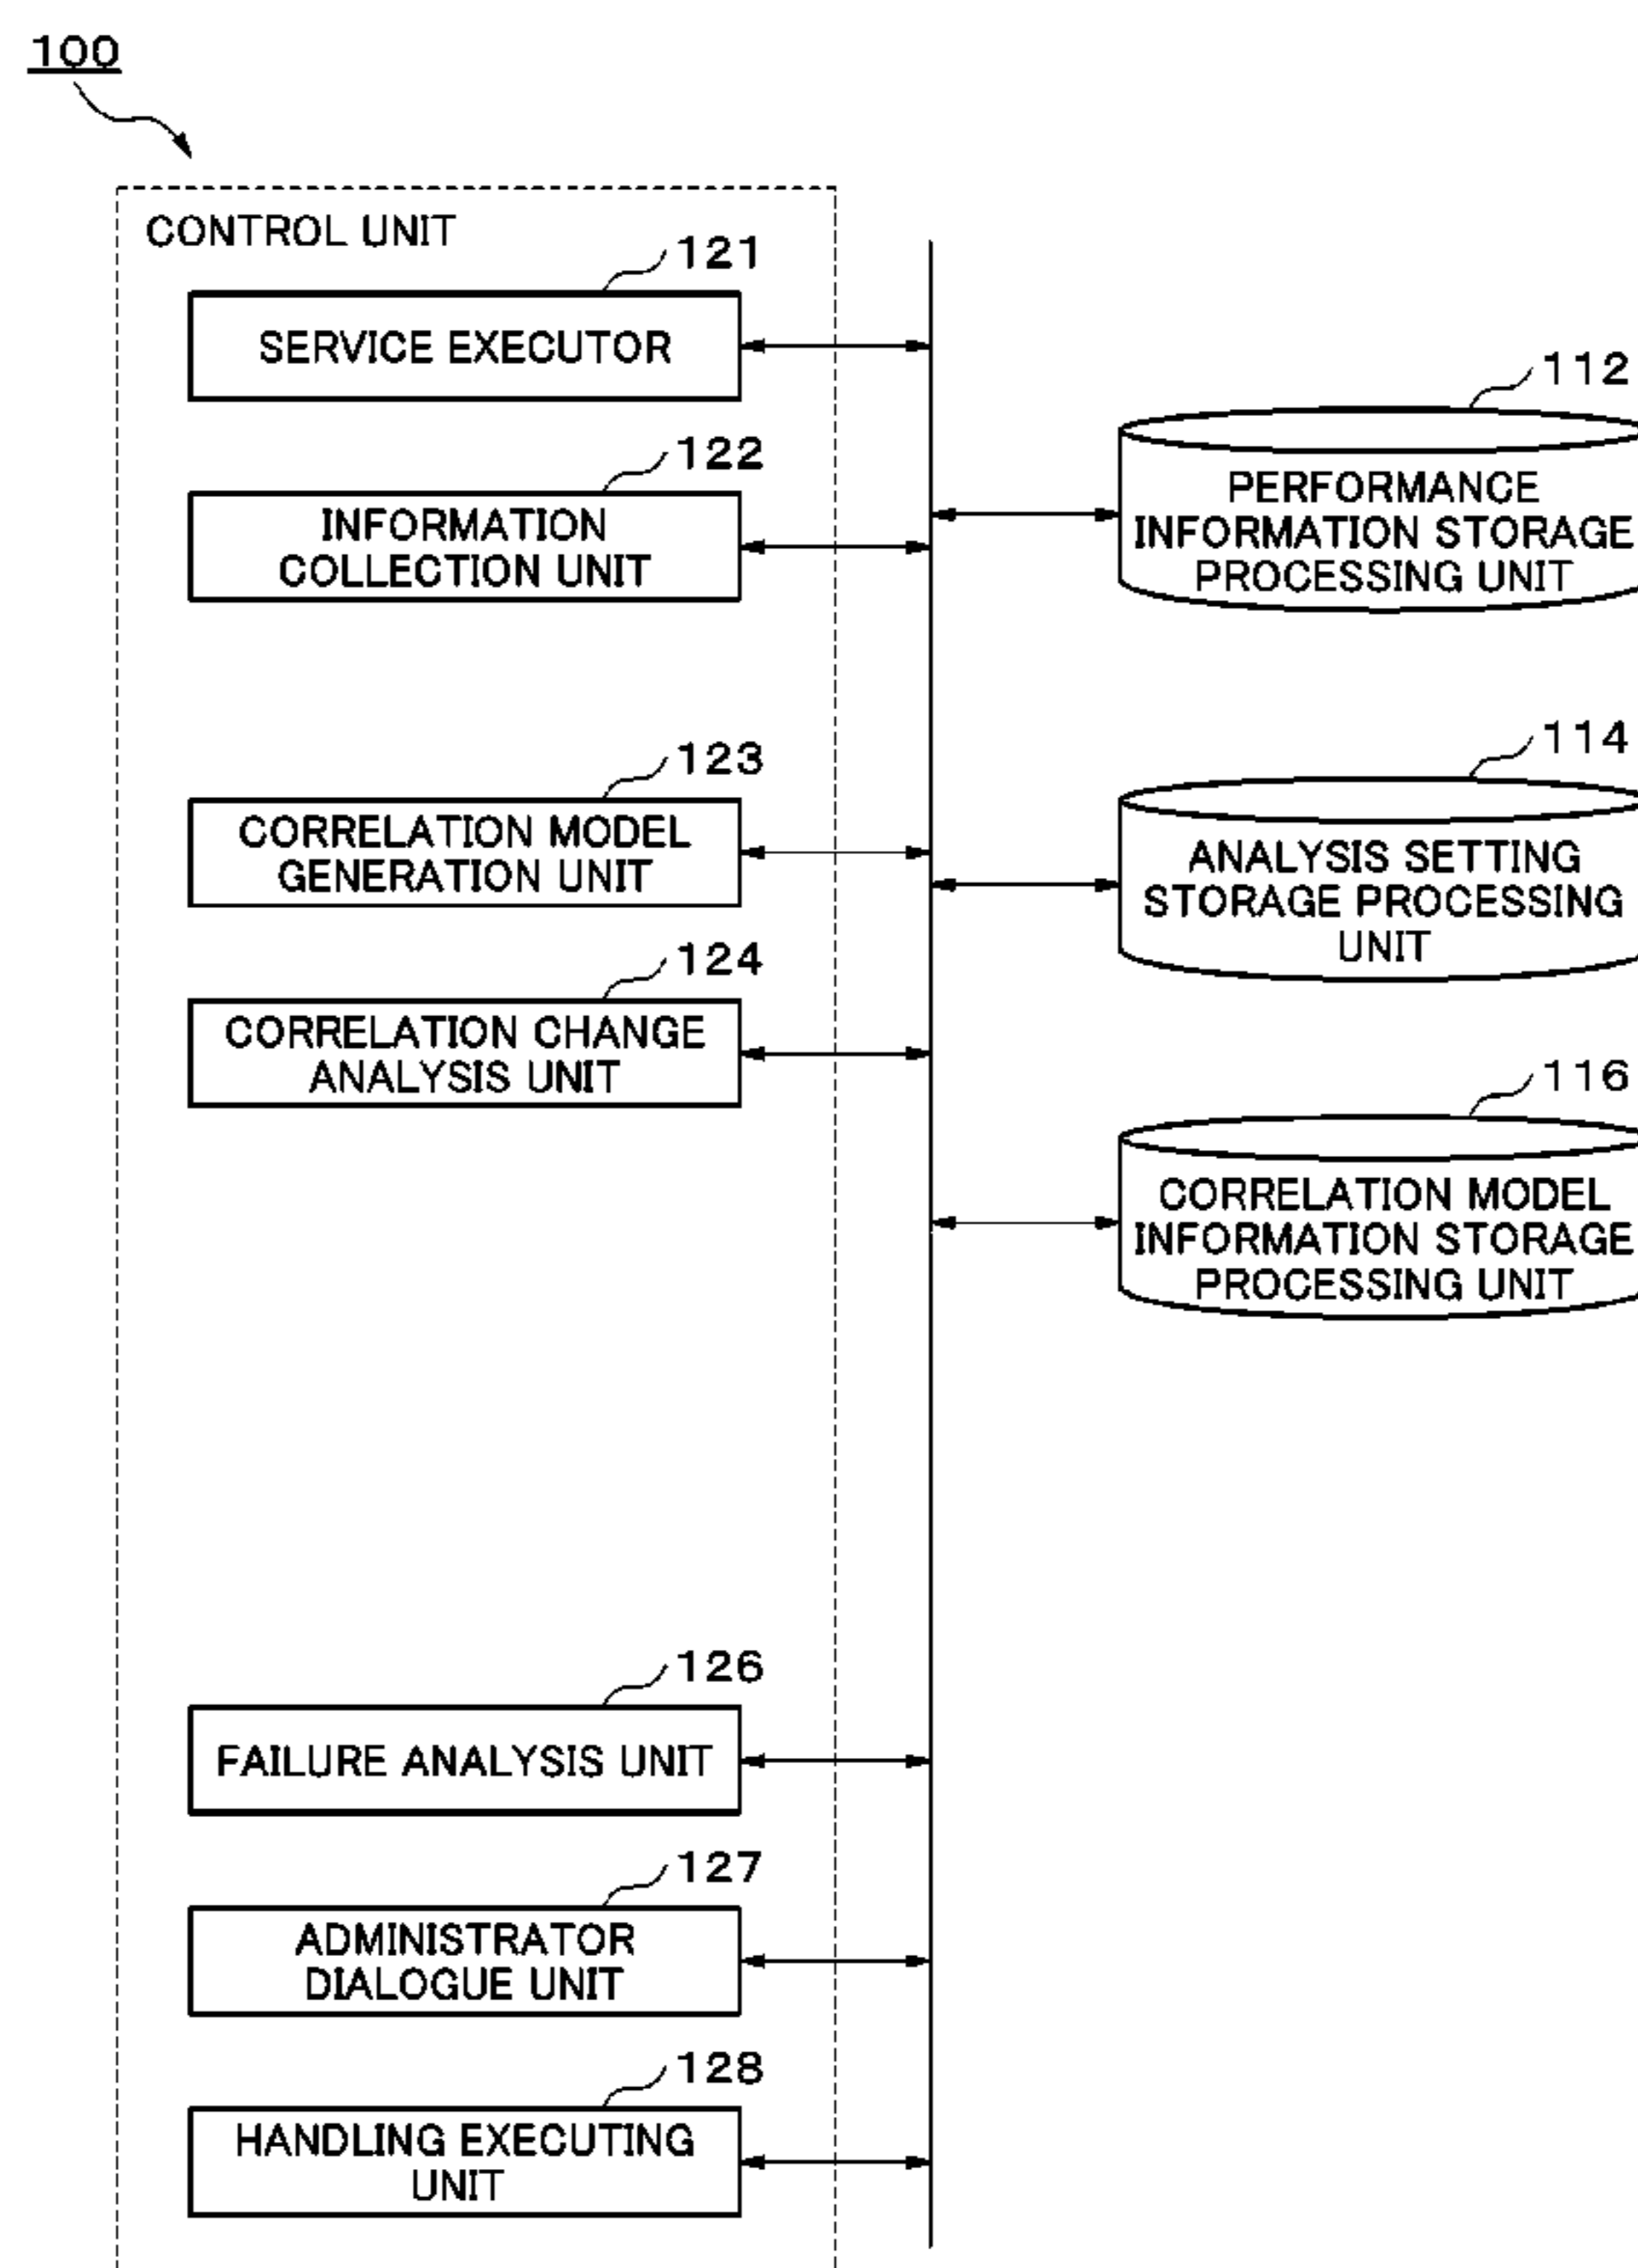 100
CONTROL UNIT
121
SERVICE EXECUTOR
122
INFORMATION
COLLECTION UNIT
112
PERFORMANCE
INFORMATION STORAGE
PROCESSING UNIT
123
CORRELATION MODEL
GENERATION UNIT
114
ANALYSIS SETTING
STORAGE PROCESSING
UNIT
124
CORRELATION CHANGE
ANALYSIS UNIT
116
CORRELATION MODEL
INFORMATION STORAGE
PROCESSING UNIT
126
FAILURE ANALYSIS UNIT
127
ADMINISTRATOR
DIALOGUE UNIT
128
HANDLING EXECUTING
UNIT